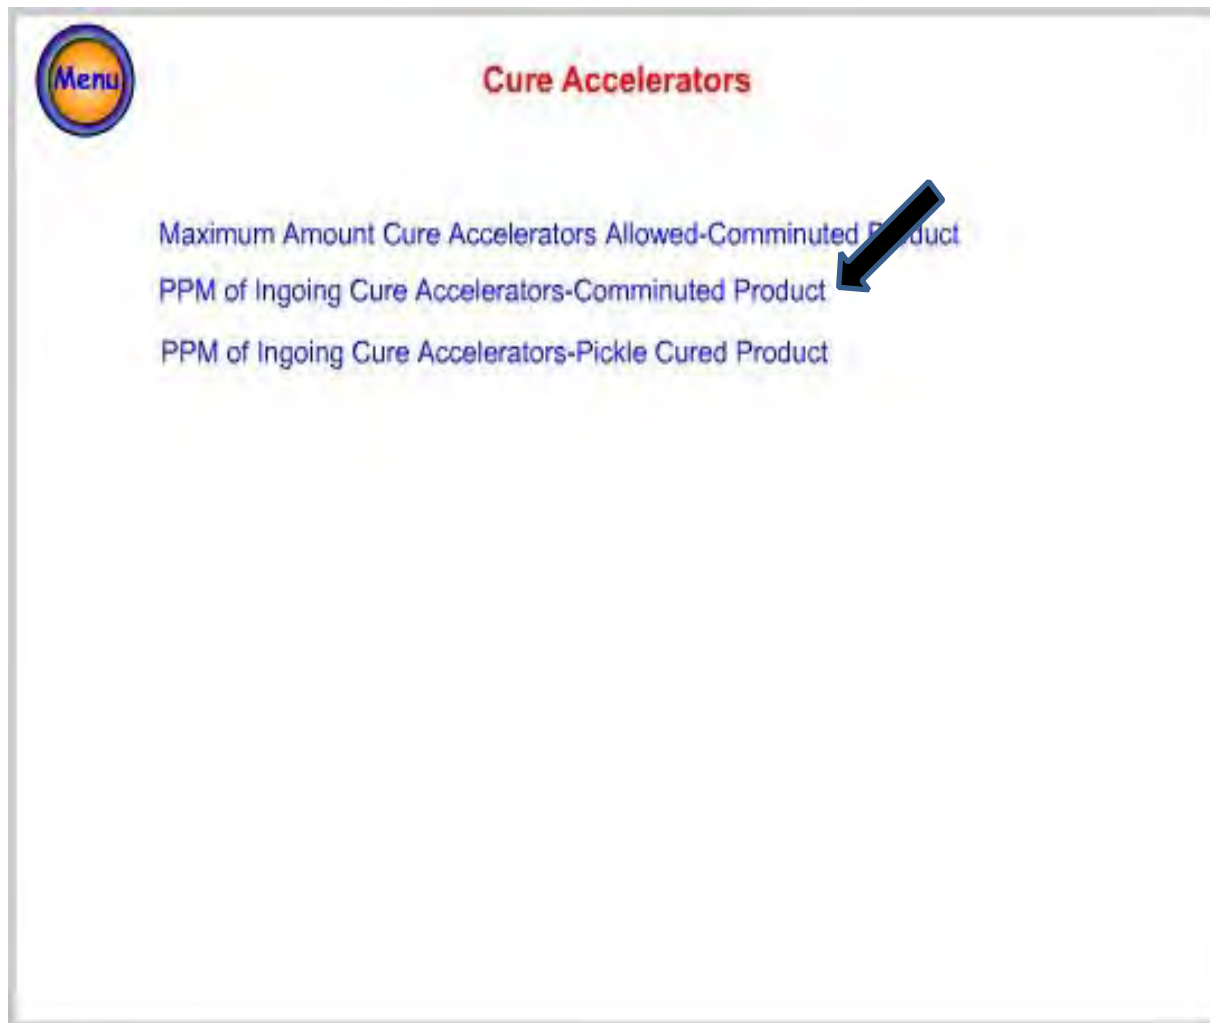 Menu
Cure Accelerators
Maximum Amount Cure Accelerators Allowed-Comminuted Product
PPM of Ingoing Cure Accelerators-Comminuted Product
PPM of Ingoing Cure Accelerators-Pickle Cured Product